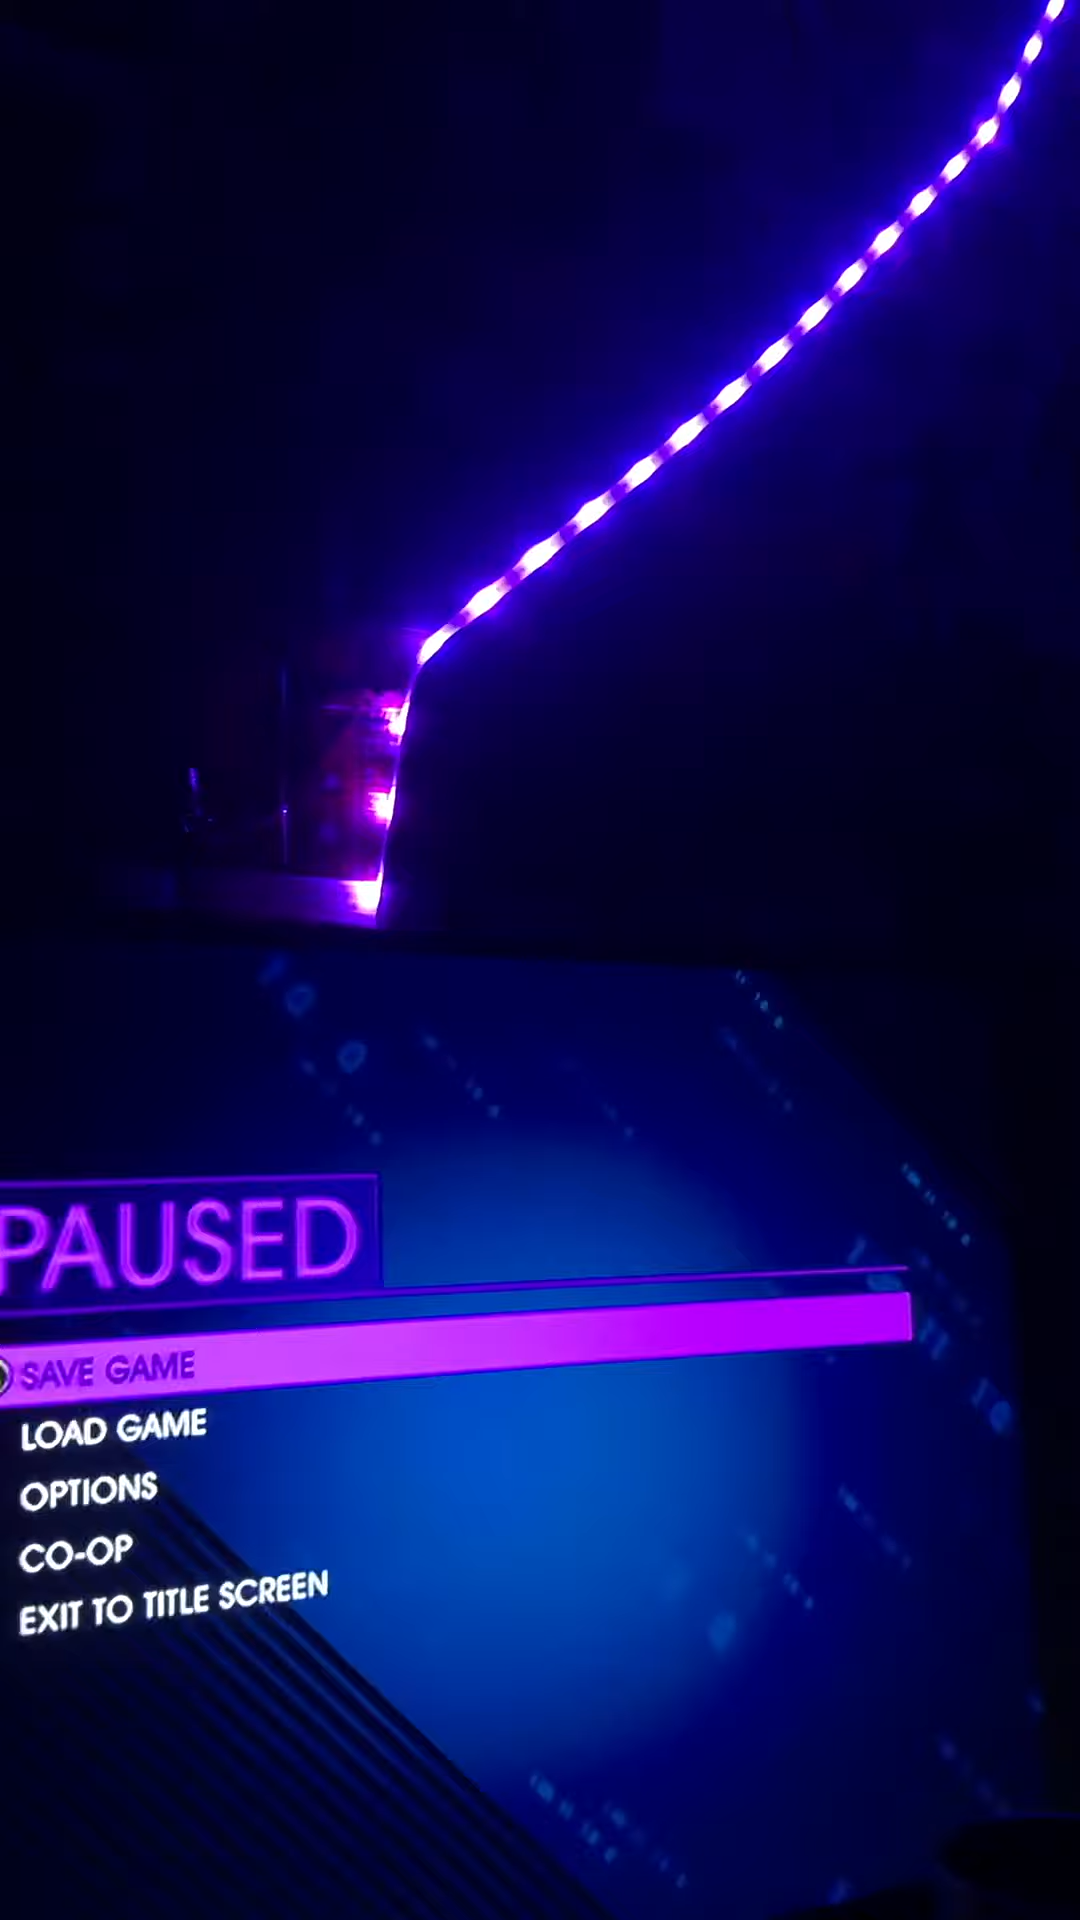 PAUSED
SAVE GAME
LOAD GAME
OPTIONS
CO-OP
EXIT TO TITLE SCREEN